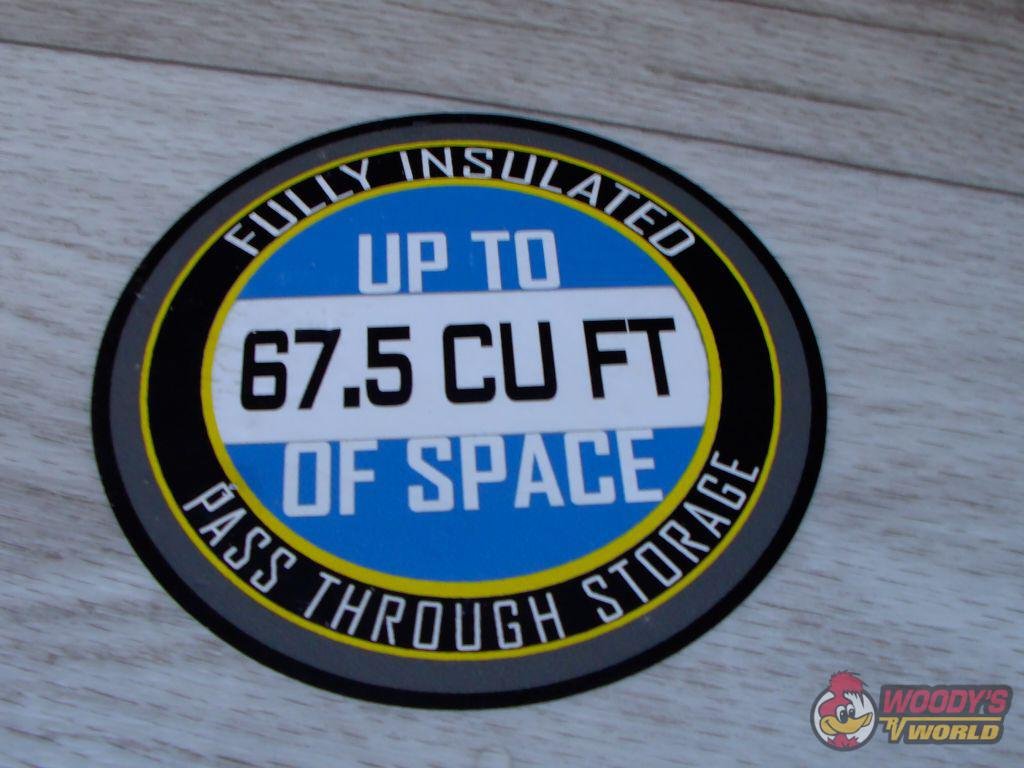 FULLY INSULATED
UP TO
67.5 CU FT
OF SPACE
PASS THROUGH STORAGE
WOODY'S
RV WORLD